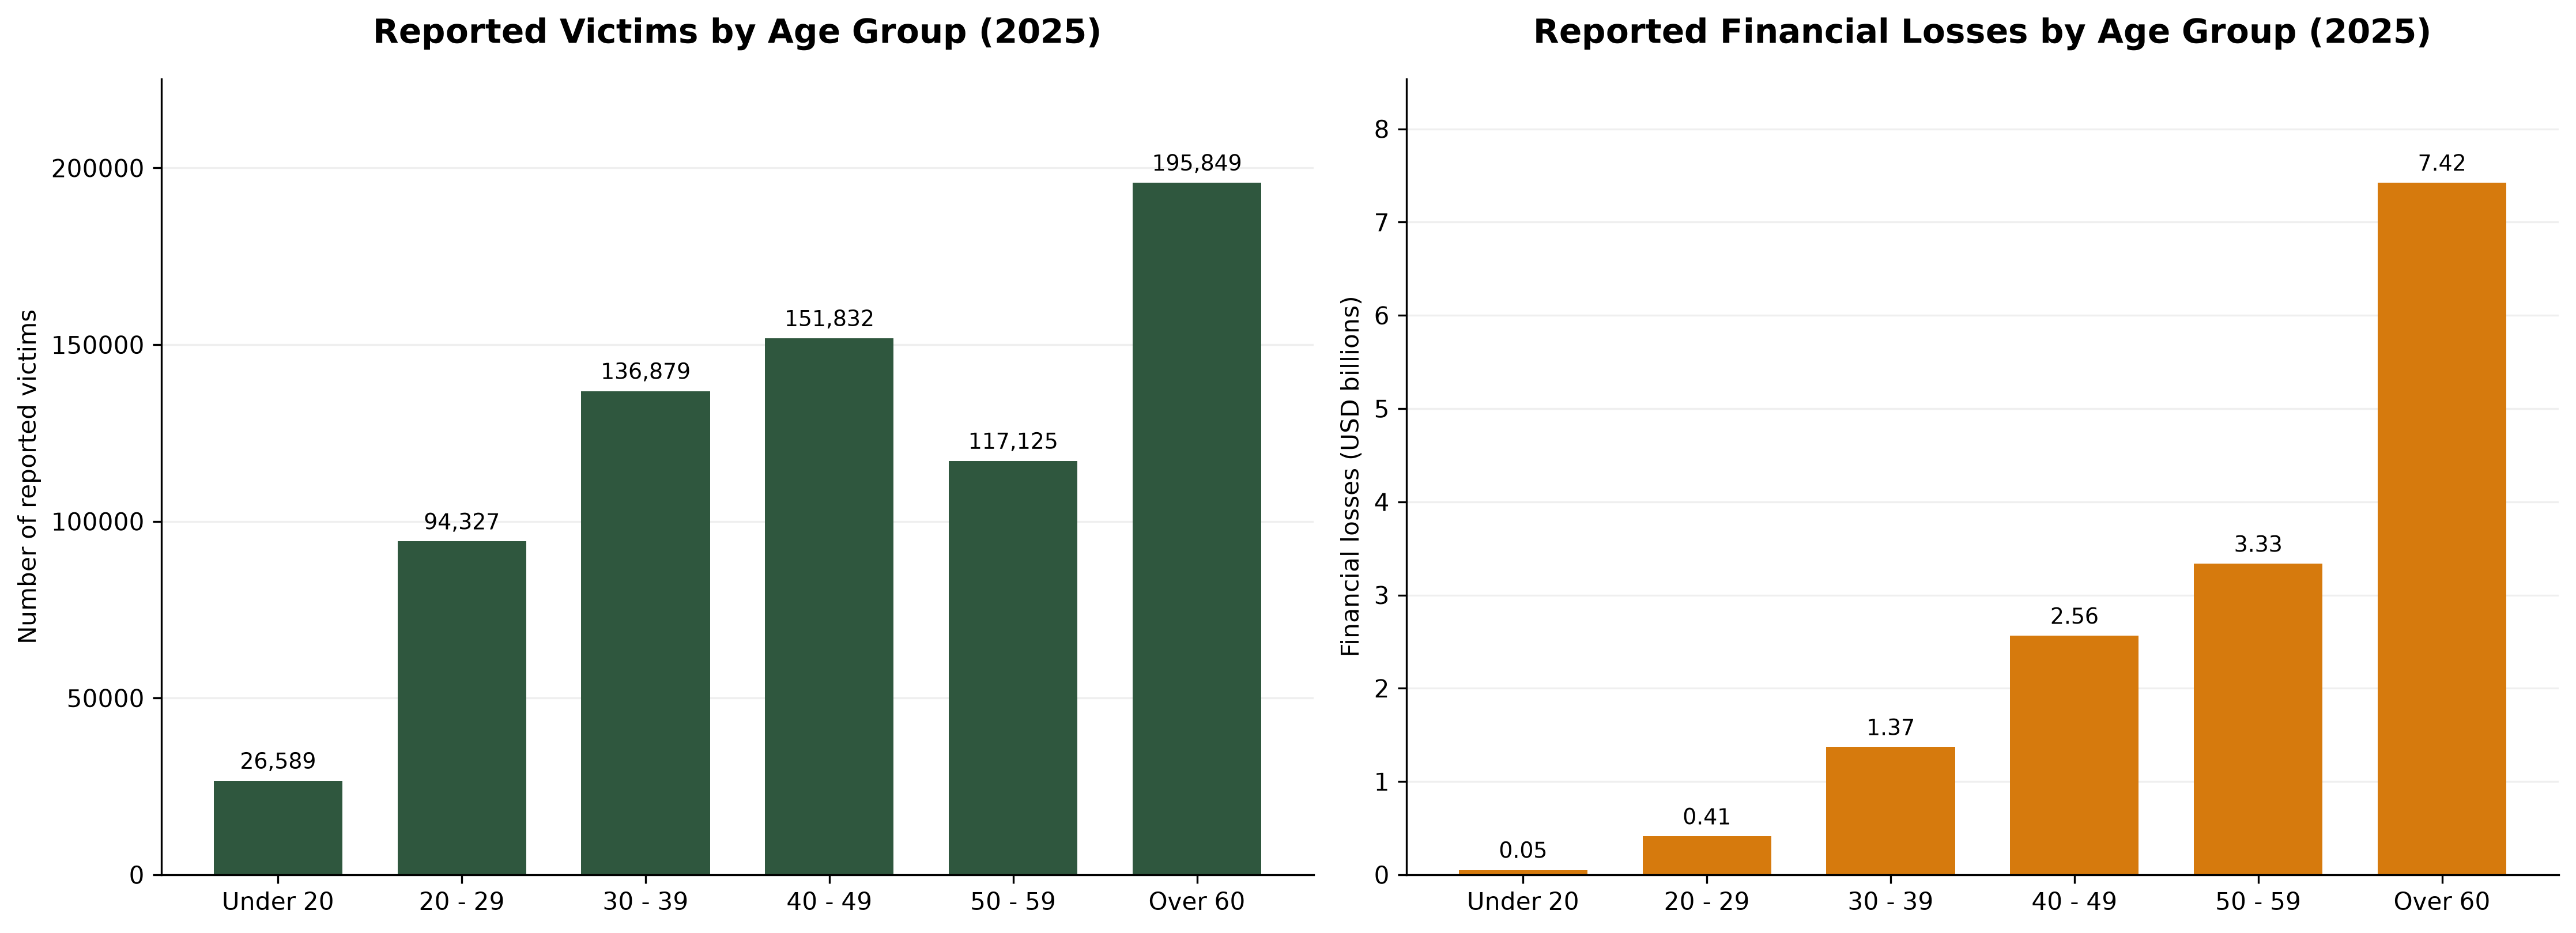 Reported Victims by Age Group (2025)
Number of reported victims
200000
150000
100000
50000
0
26,589
94,327
136,879
151,832
117,125
195,849
Under 20
20 - 29
30 - 39
40 - 49
50 - 59
Over 60
Reported Financial Losses by Age Group (2025)
Financial losses (USD billions)
8
7
6
5
4
3
2
1
0
0.05
0.41
1.37
2.56
3.33
7.42
Under 20
20 - 29
30 - 39
40 - 49
50 - 59
Over 60